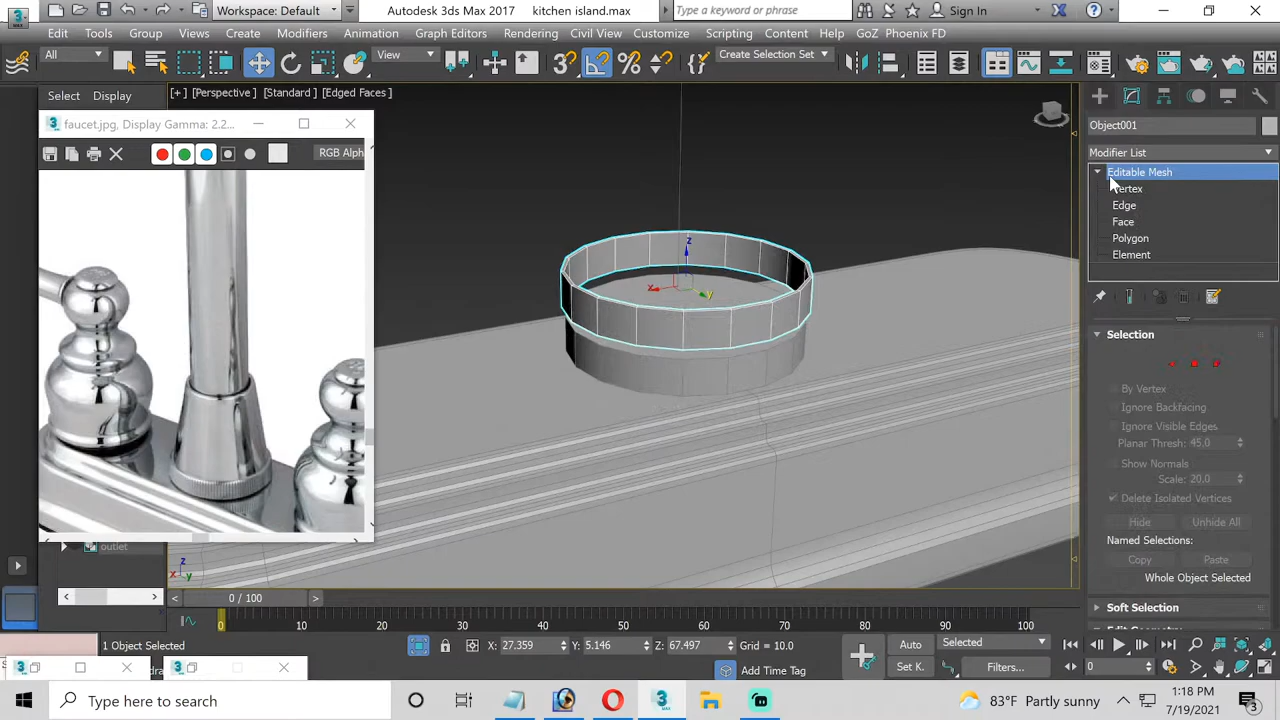 Workspace: Default
Autodesk 3ds Max 2017
kitchen island.max
Type a keyword or phrase
Sign In
Edit
Tools
Group
Views
Create
Modifiers
Animation
Graph Editors
Rendering
Civil View
Customize
Scripting
Content
Help
GoZ
Phoenix FD
All
View
Create Selection Set
Select
Display
[+] [Perspective] [Standard] [Edged Faces]
faucet.jpg, Display Gamma: 2.2...
RGB Alph
Object001
Modifier List
Editable Mesh
Vertex
Edge
Face
Polygon
Element
Selection
By Vertex
Ignore Backfacing
Ignore Visible Edges
Planar Thresh: 45.0
Show Normals
Scale: 20.0
Delete Isolated Vertices
Hide
Unhide All
Named Selections:
Copy
Paste
Whole Object Selected
Soft Selection
z
x
y
outlet
z
x
y
0 / 100
0
10
20
30
40
50
60
70
80
90
100
1 Object Selected
X: 27.359
Y: 5.146
Z: 67.497
Grid = 10.0
Add Time Tag
Auto
Selected
Set K.
Filters...
0
Type here to search
83°F Partly sunny
1:18 PM
7/19/2021
3